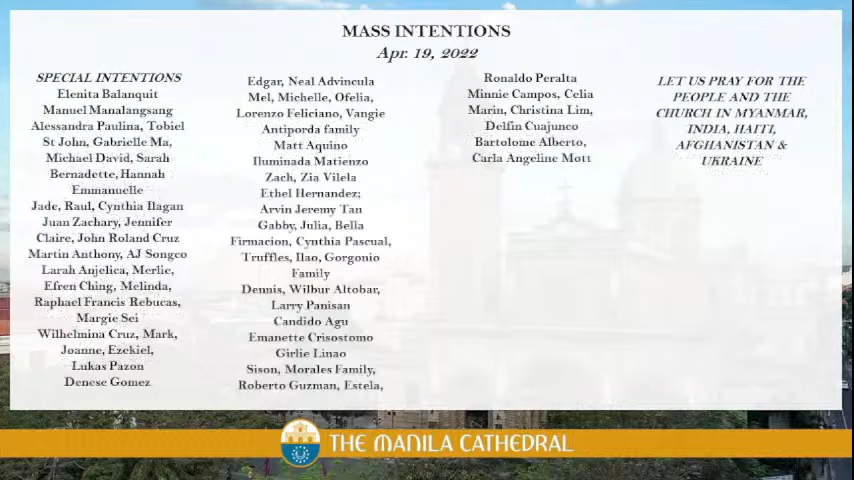 MASS INTENTIONS
Apr. 19, 2022
SPECIAL INTENTIONS
Elenita Balanquit
Manuel Manalangsang
Alessandra Paulina, Tobiel
St John, Gabrielle Ma,
Michael David, Sarah
Bernadette, Hannah
Emmanuelle
Jade, Raul, Cynthia Ilagan
Juan Zachary, Jennifer
Claire, John Roland Cruz
Martin Anthony, AJ Songco
Larah Anjelica, Merlie,
Efren Ching, Melinda,
Raphael Francis Rebucas,
Margie Sei
Wilhelmina Cruz, Mark,
Joanne, Ezekiel,
Lukas Pazon
Denese Gomez
Edgar, Neal Advincula
Mel, Michelle, Ofelia,
Lorenzo Feliciano, Vangie
Antiporda family
Matt Aquino
Iluminada Matienzo
Zach, Zia Vilela
Ethel Hernandez;
Arvin Jeremy Tan
Gabby, Julia, Bella
Firmacion, Cynthia Pascual,
Truffles, Ilao, Gorgonio
Family
Dennis, Wilbur Altobar,
Larry Panisan
Candido Agu
Emanette Crisostomo
Girlie Linao
Sison, Morales Family,
Roberto Guzman, Estela,
Ronaldo Peralta
Minnie Campos, Celia
Marin, Christina Lim,
Delfin Cuajunco
Bartolome Alberto,
Carla Angeline Mott
LET US PRAY FOR THE
PEOPLE AND THE
CHURCH IN MYANMAR,
INDIA, HAITI,
AFGHANISTAN &
UKRAINE
THE MANILA CATHEDRAL